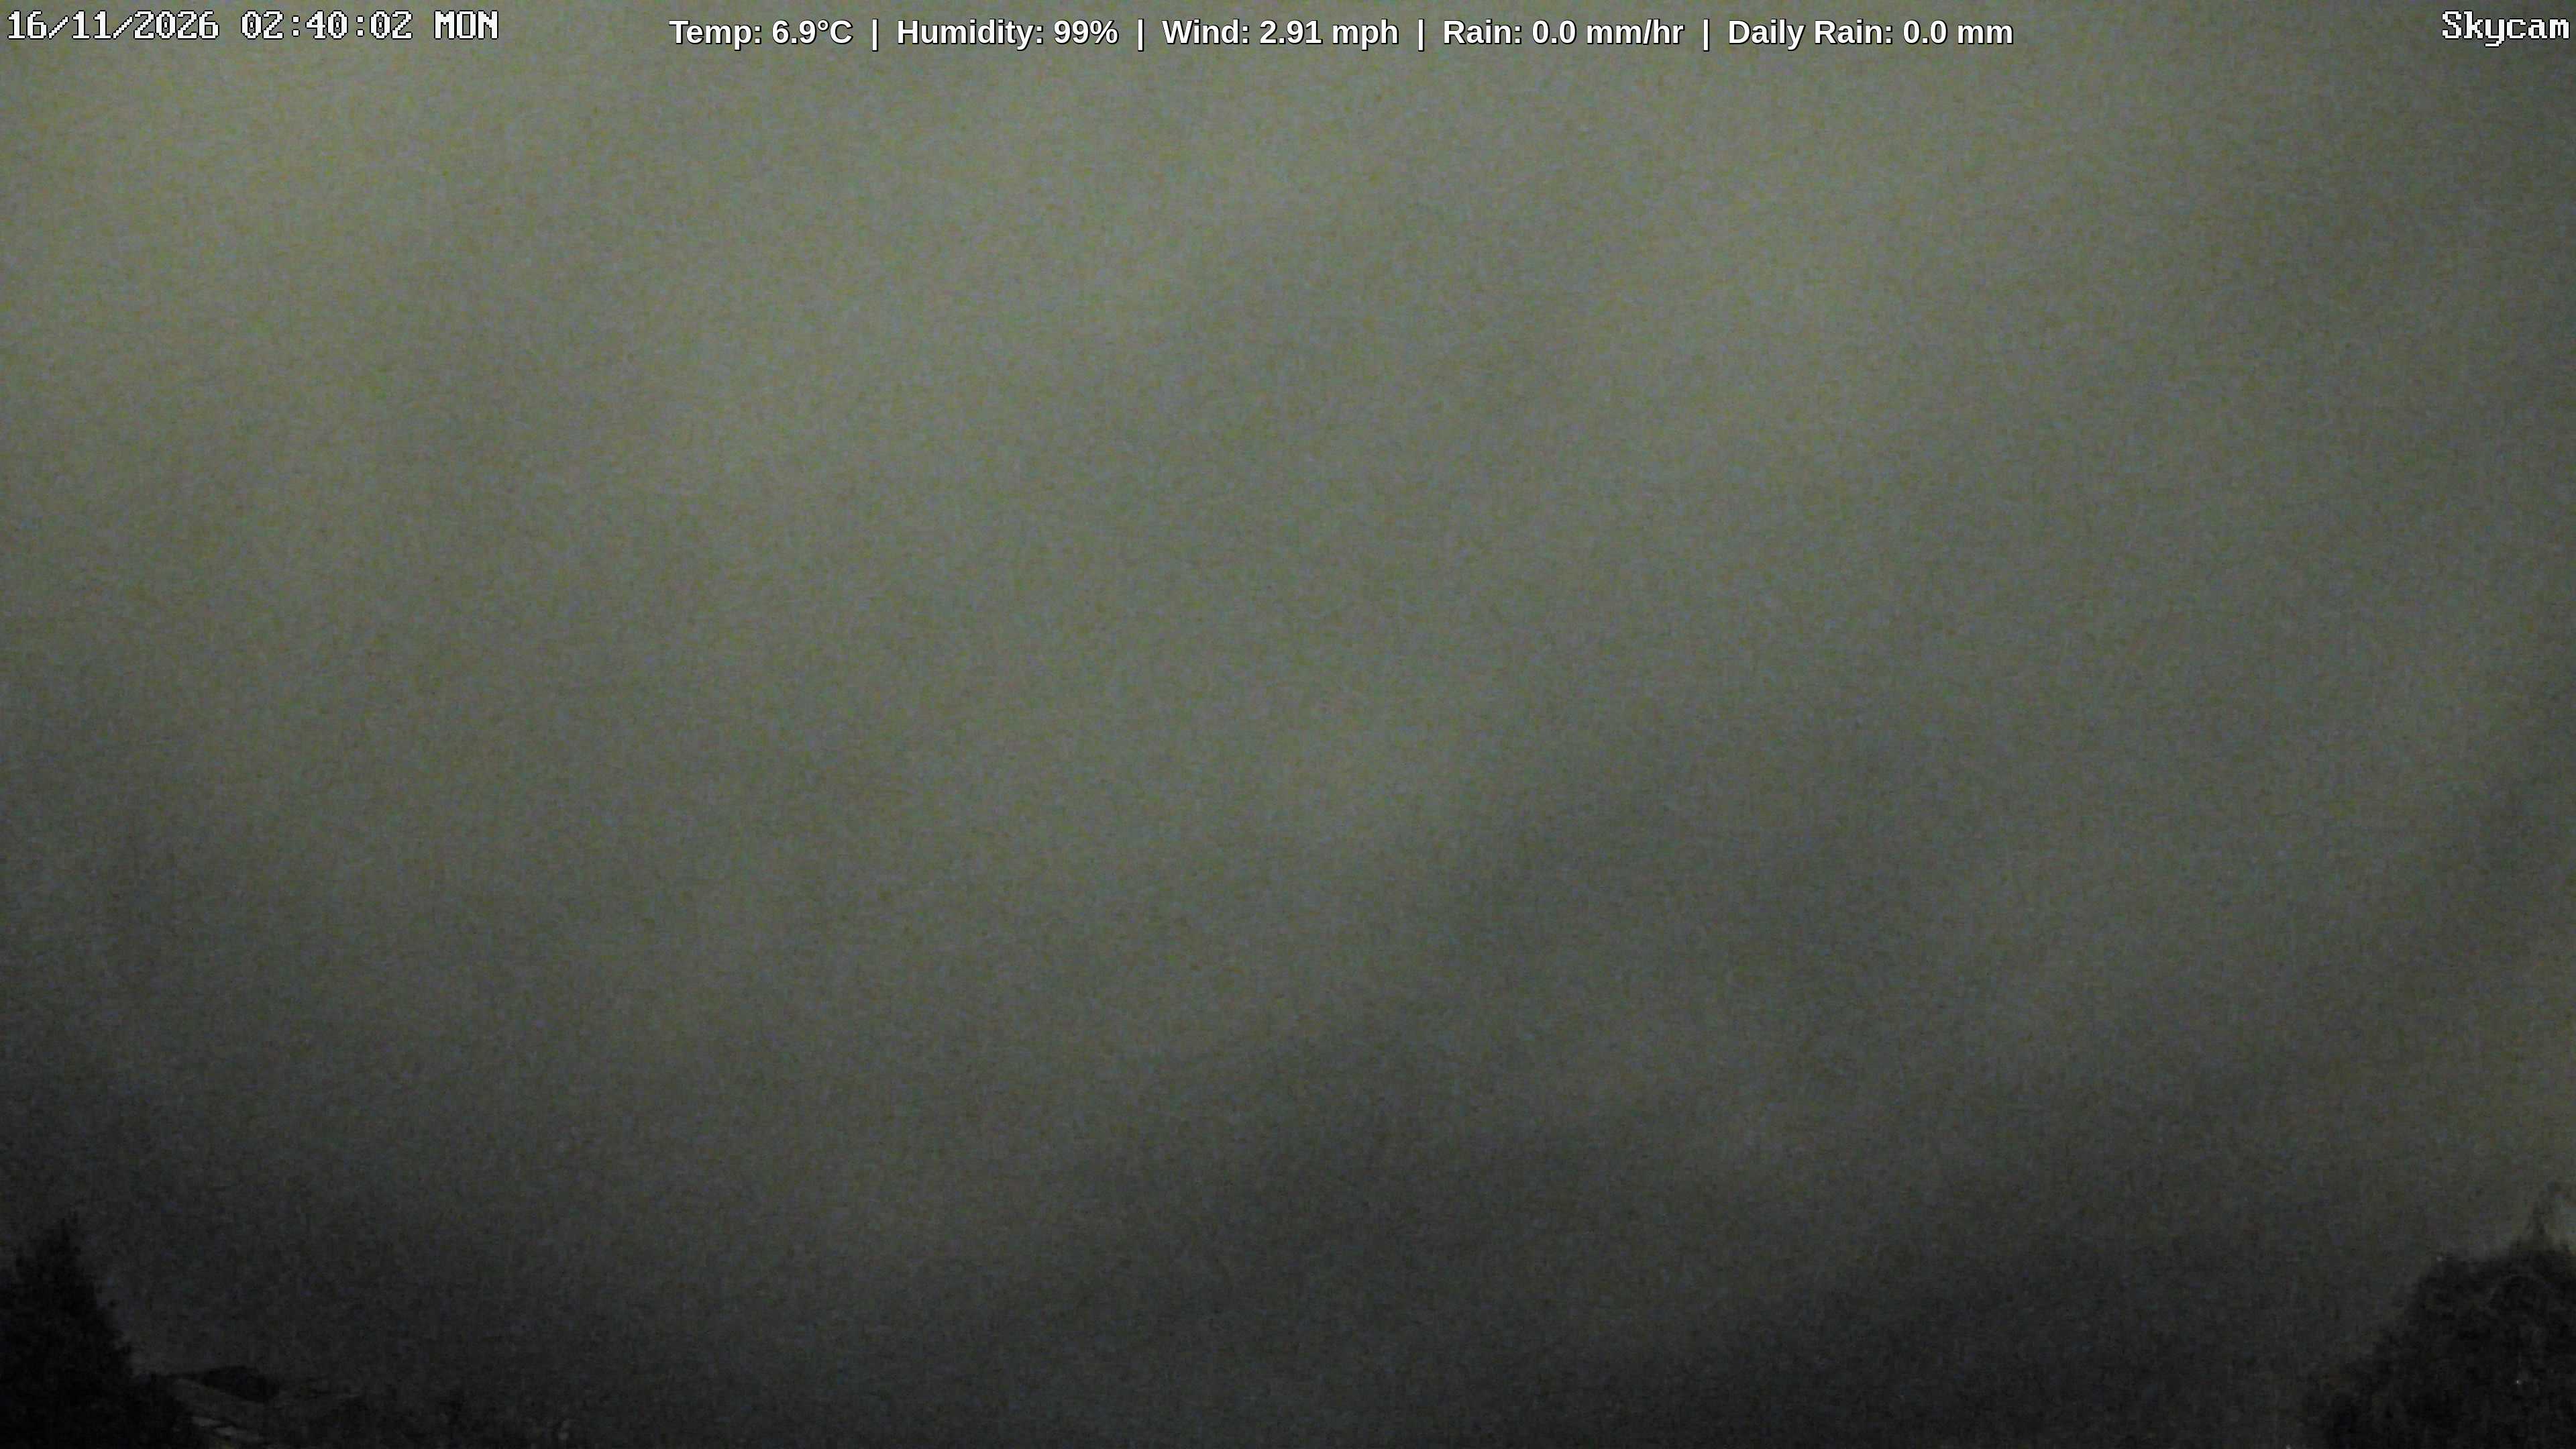 16/11/2026 02:40:02 MON
Temp: 6.9°C | Humidity: 99% | Wind: 2.91 mph | Rain: 0.0 mm/hr | Daily Rain: 0.0 mm
Skycam